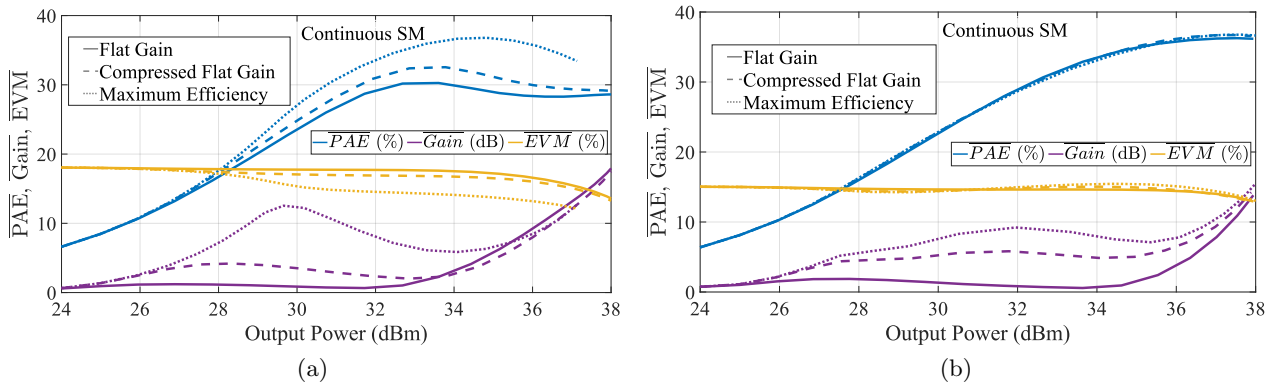 Continuous SM
Flat Gain
Compressed Flat Gain
Maximum Efficiency
PAE (%) Gain (dB) EVM (%)
PAE, Gain, EVM
40
30
20
10
0
24 26 28 30 32 34 36 38
Output Power (dBm)
(a)
Continuous SM
Flat Gain
Compressed Flat Gain
Maximum Efficiency
PAE (%) Gain (dB) EVM (%)
PAE, Gain, EVM
40
30
20
10
0
24 26 28 30 32 34 36 38
Output Power (dBm)
(b)